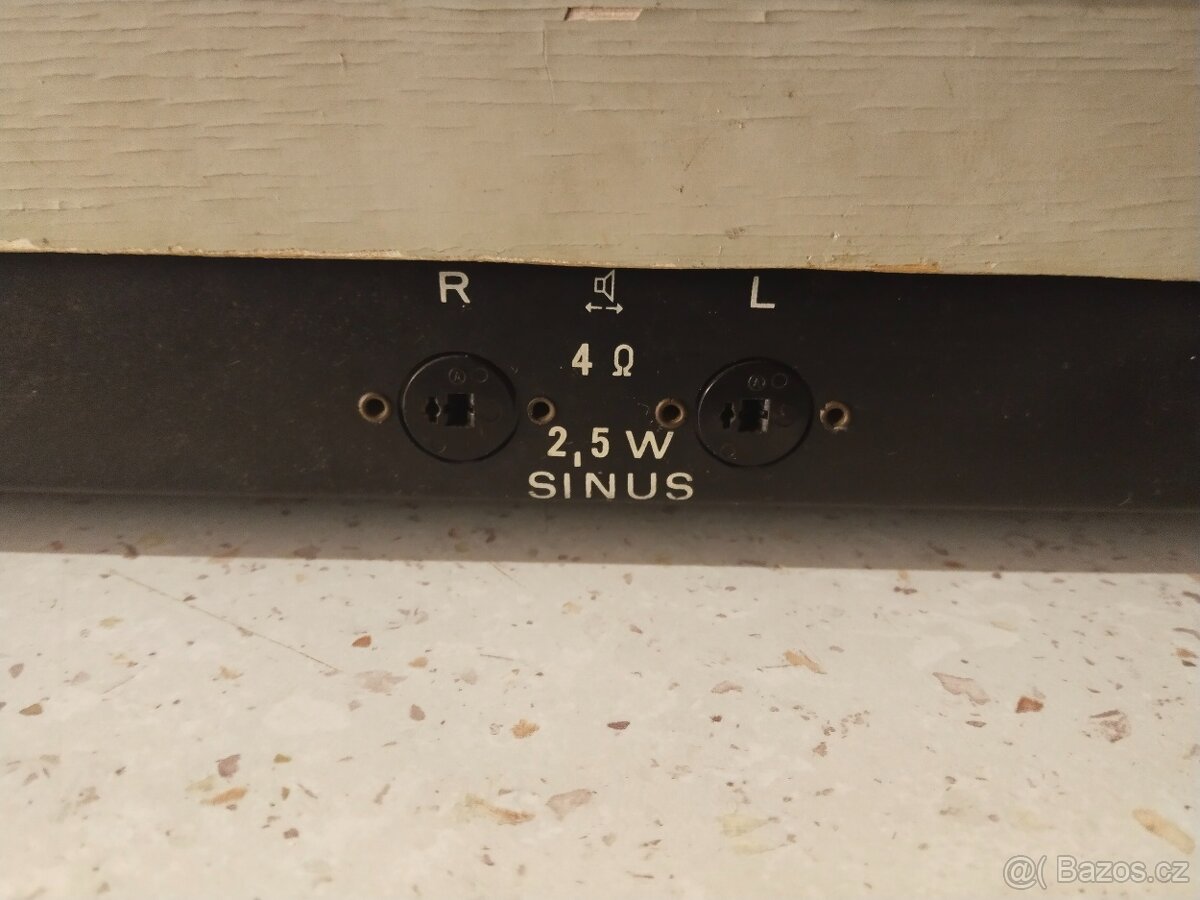 R L
4 Ω
2,5 W
SINUS
@( Bazos.cz